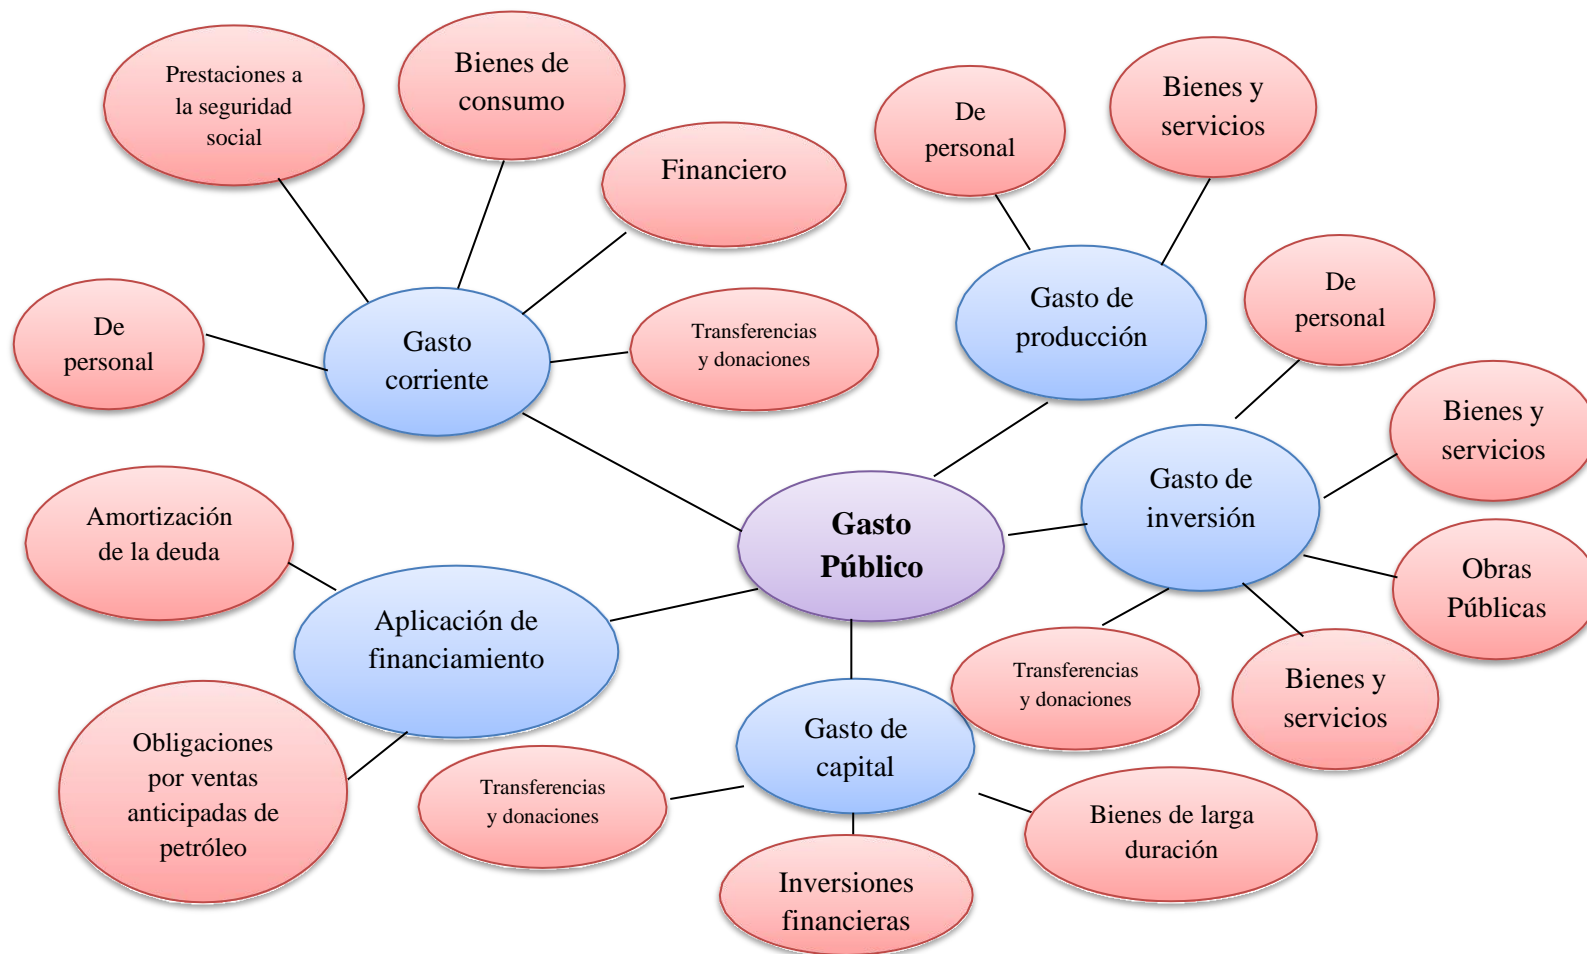 Prestaciones a
la seguridad
social
Bienes de
consumo
Financiero
De
personal
Bienes y
servicios
De
personal
Gasto
corriente
Transferencias
y donaciones
Gasto de
producción
De
personal
Amortización
de la deuda
Gasto
Público
Gasto de
inversión
Bienes y
servicios
Obras
Públicas
Aplicación de
financiamiento
Transferencias
y donaciones
Bienes y
servicios
Obligaciones
por ventas
anticipadas de
petróleo
Transferencias
y donaciones
Gasto de
capital
Inversiones
financieras
Bienes de larga
duración